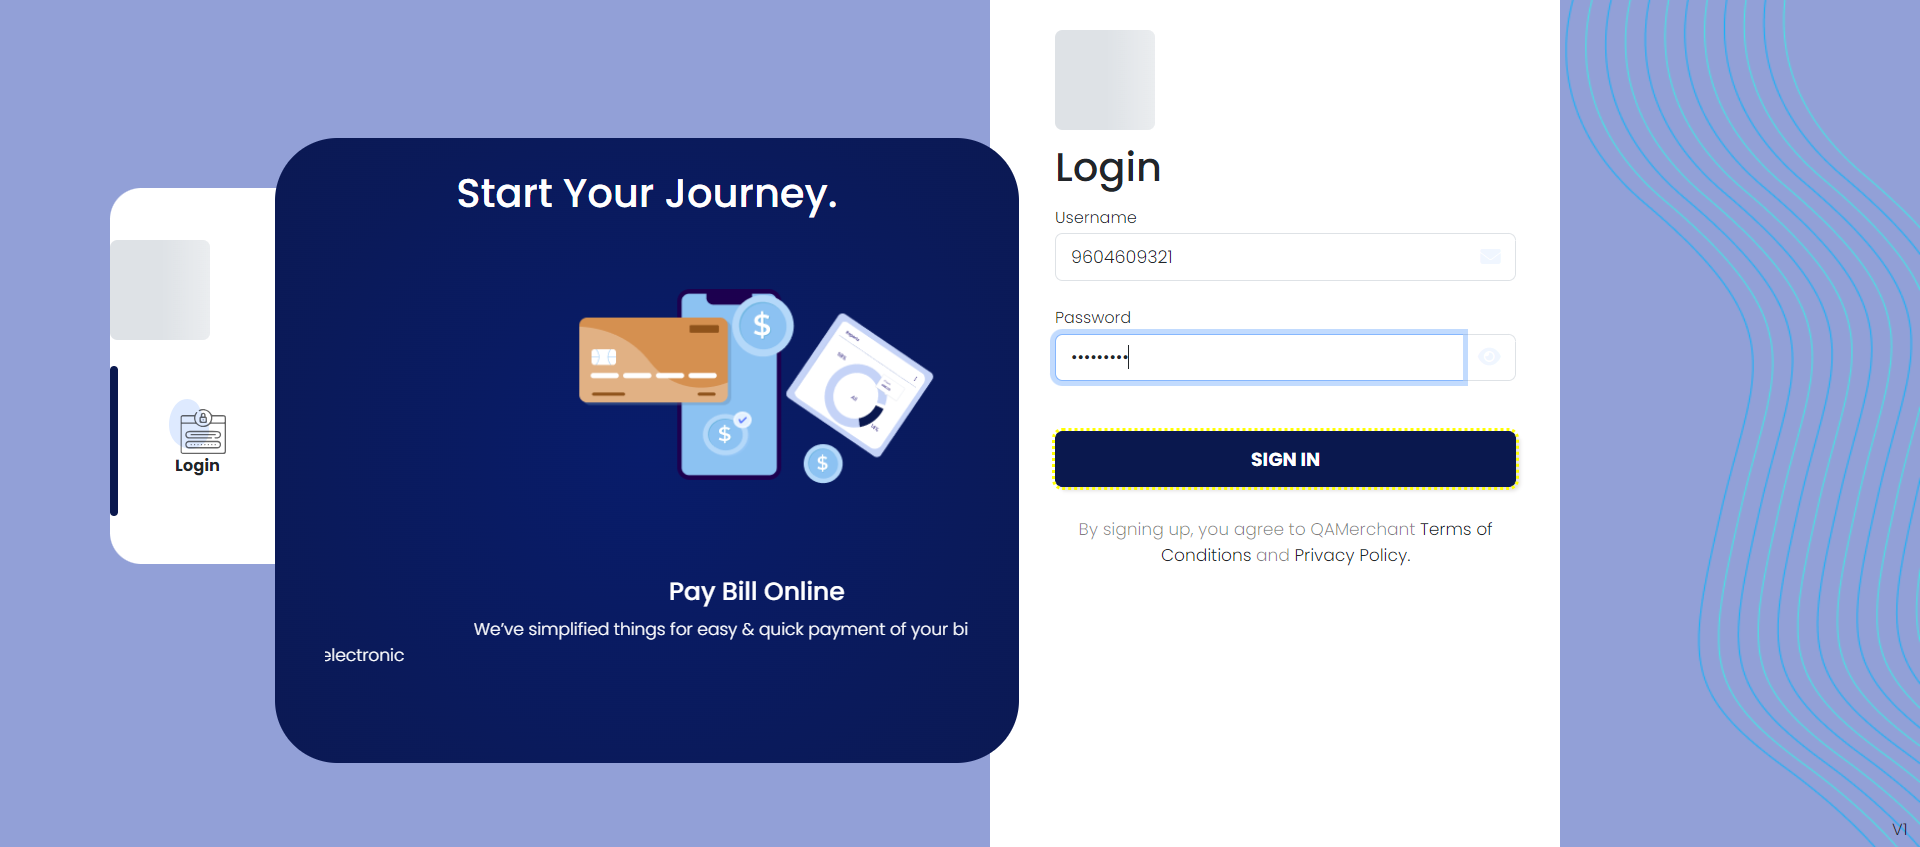 Start Your Journey.
Login
Pay Bill Online
We've simplified things for easy & quick payment of your bi
electronic
Login
Username
9604609321
Password
•••••••••
SIGN IN
By signing up, you agree to QAMerchant Terms of
Conditions and Privacy Policy.
V1